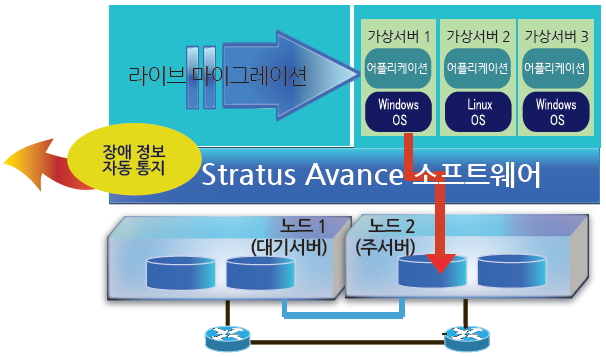 라이브 마이그레이션
가상서버 1
어플리케이션
Windows
OS
가상서버 2
어플리케이션
Linux
OS
가상서버 3
어플리케이션
Windows
OS
장애 정보
자동 통지
Stratus Avance 소프트웨어
노드 1
(대기서버)
노드 2
(주서버)